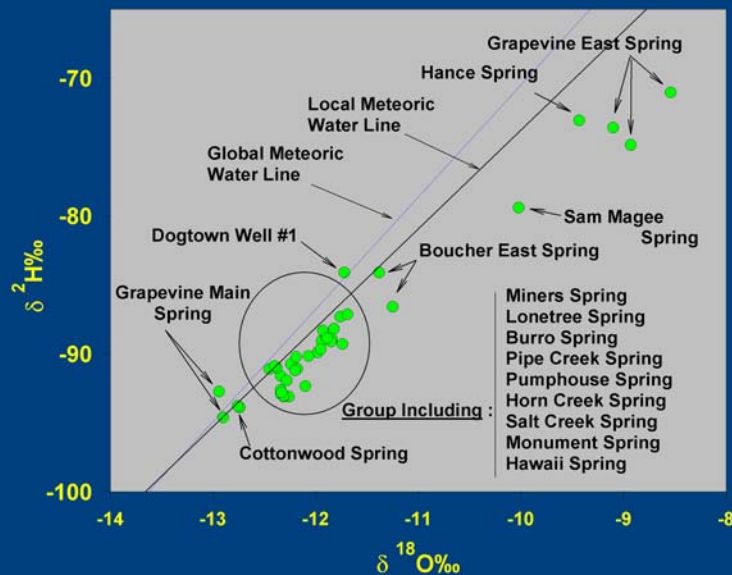 Grapevine East Spring
Hance Spring
Local Meteoric
Water Line
Global Meteoric
Water Line
Sam Magee
Spring
Dogtown Well #1
Boucher East Spring
Grapevine Main
Spring
Miners Spring
Lonetree Spring
Burro Spring
Pipe Creek Spring
Pumphouse Spring
Horn Creek Spring
Salt Creek Spring
Monument Spring
Hawaii Spring
Group Including :
Cottonwood Spring
δ ²H‰
-70
-80
-90
-100
-14 -13 -12 -11 -10 -9 -8
δ ¹⁸O‰